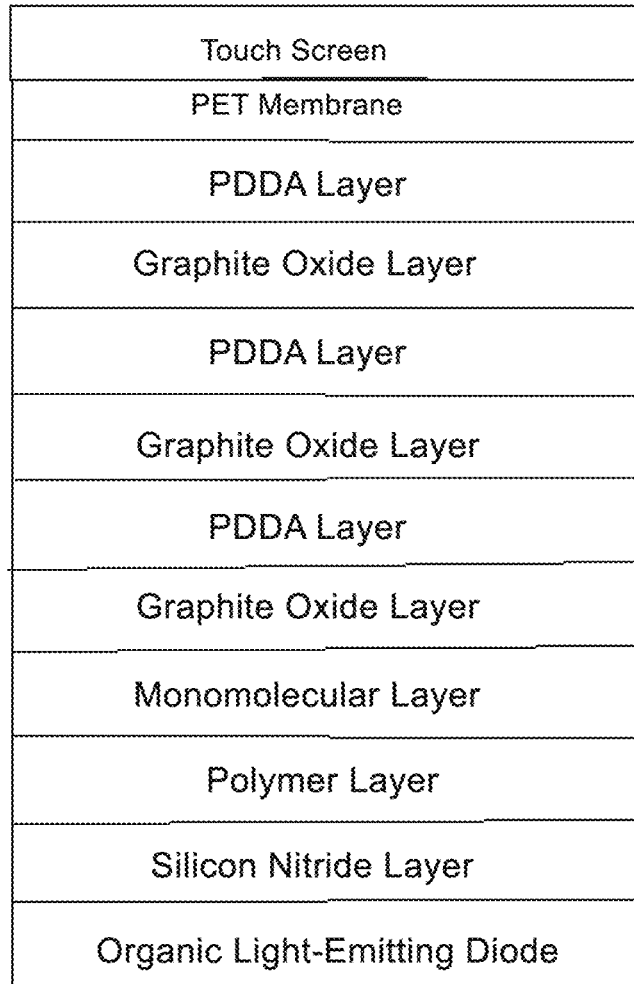 Touch Screen
PET Membrane
PDDA Layer
Graphite Oxide Layer
PDDA Layer
Graphite Oxide Layer
PDDA Layer
Graphite Oxide Layer
Monomolecular Layer
Polymer Layer
Silicon Nitride Layer
Organic Light-Emitting Diode